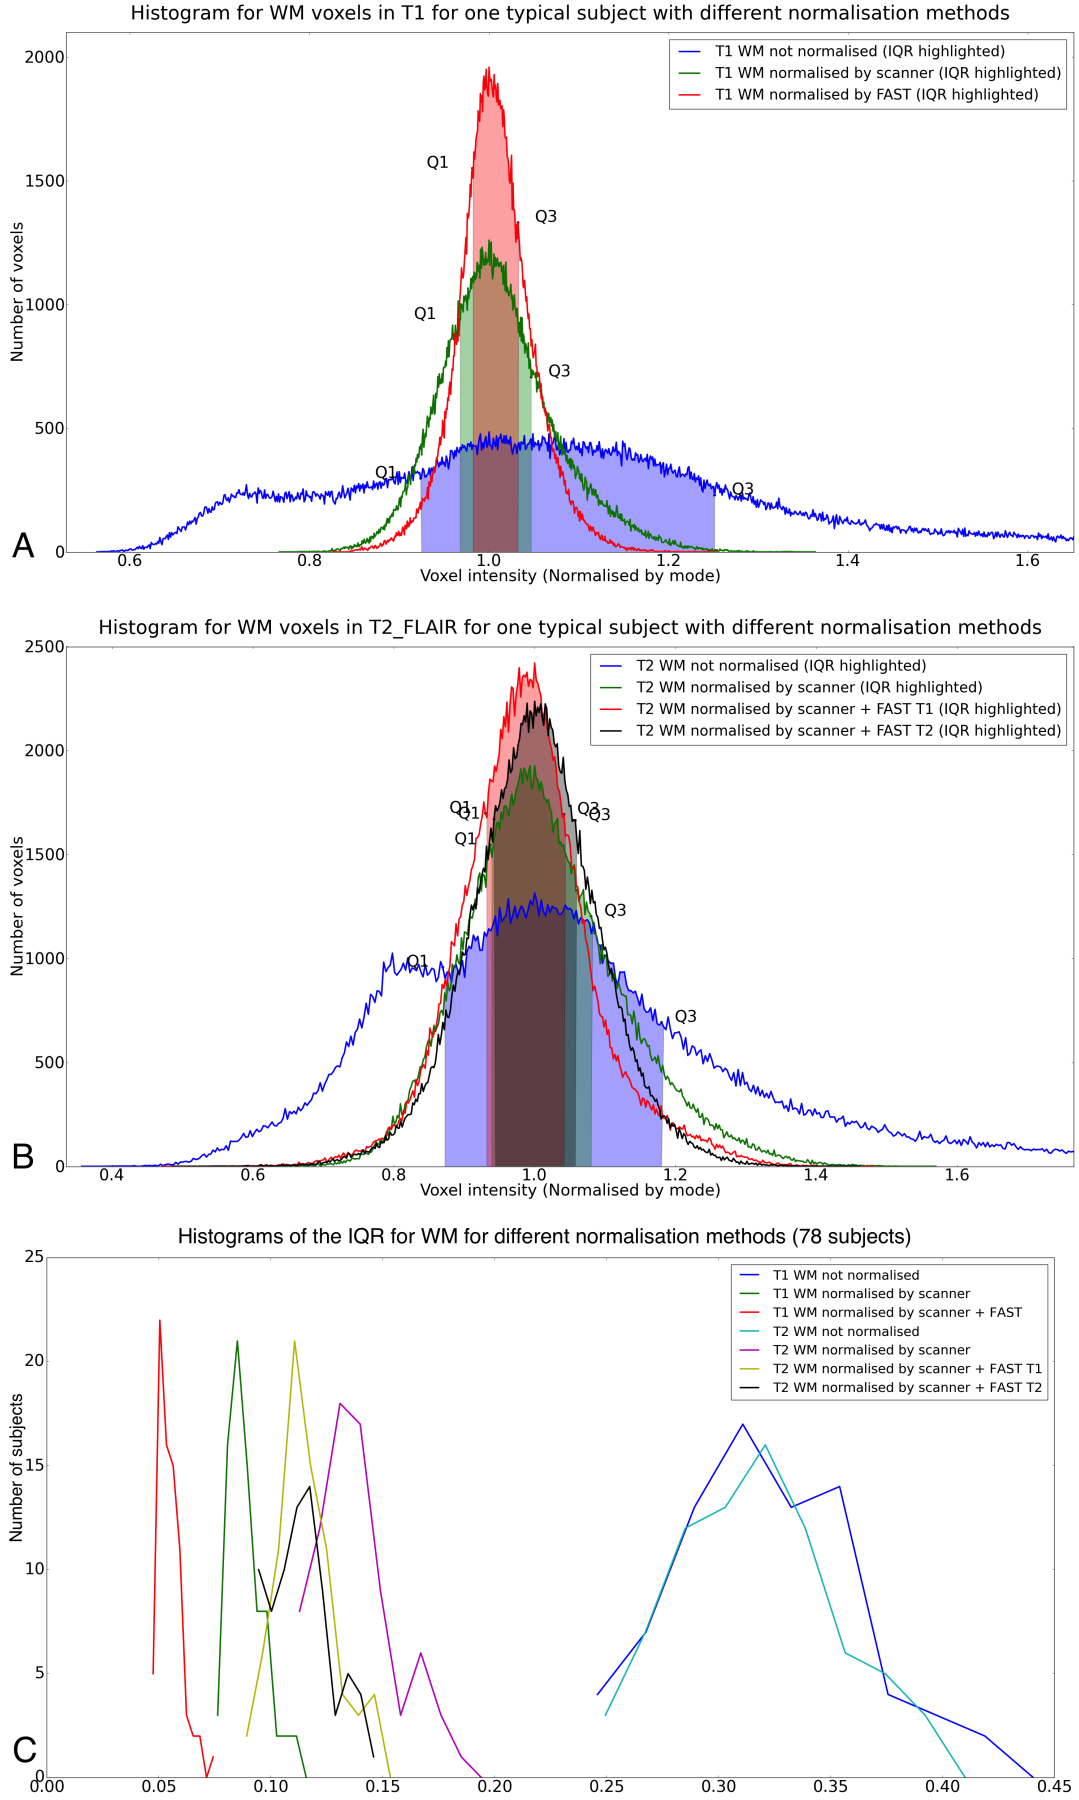 Histogram for WM voxels in T1 for one typical subject with different normalisation methods
T1 WM not normalised (IQR highlighted)
T1 WM normalised by scanner (IQR highlighted)
T1 WM normalised by FAST (IQR highlighted)
Number of voxels
2000
1500
1000
500
0
Q1
Q3
Q1
Q3
Q1
Q3
A
0.6
0.8
1.0
1.2
1.4
1.6
Voxel intensity (Normalised by mode)
Histogram for WM voxels in T2_FLAIR for one typical subject with different normalisation methods
T2 WM not normalised (IQR highlighted)
T2 WM normalised by scanner (IQR highlighted)
T2 WM normalised by scanner + FAST T1 (IQR highlighted)
T2 WM normalised by scanner + FAST T2 (IQR highlighted)
Number of voxels
2500
2000
1500
1000
500
0
Q1
Q1
Q3
Q3
Q1
Q3
Q1
Q3
B
0.4
0.6
0.8
1.0
1.2
1.4
1.6
Voxel intensity (Normalised by mode)
Histograms of the IQR for WM for different normalisation methods (78 subjects)
T1 WM not normalised
T1 WM normalised by scanner
T1 WM normalised by scanner + FAST
T2 WM not normalised
T2 WM normalised by scanner
T2 WM normalised by scanner + FAST T1
T2 WM normalised by scanner + FAST T2
Number of subjects
25
20
15
10
5
0
C
0.00
0.05
0.10
0.15
0.20
0.25
0.30
0.35
0.40
0.45